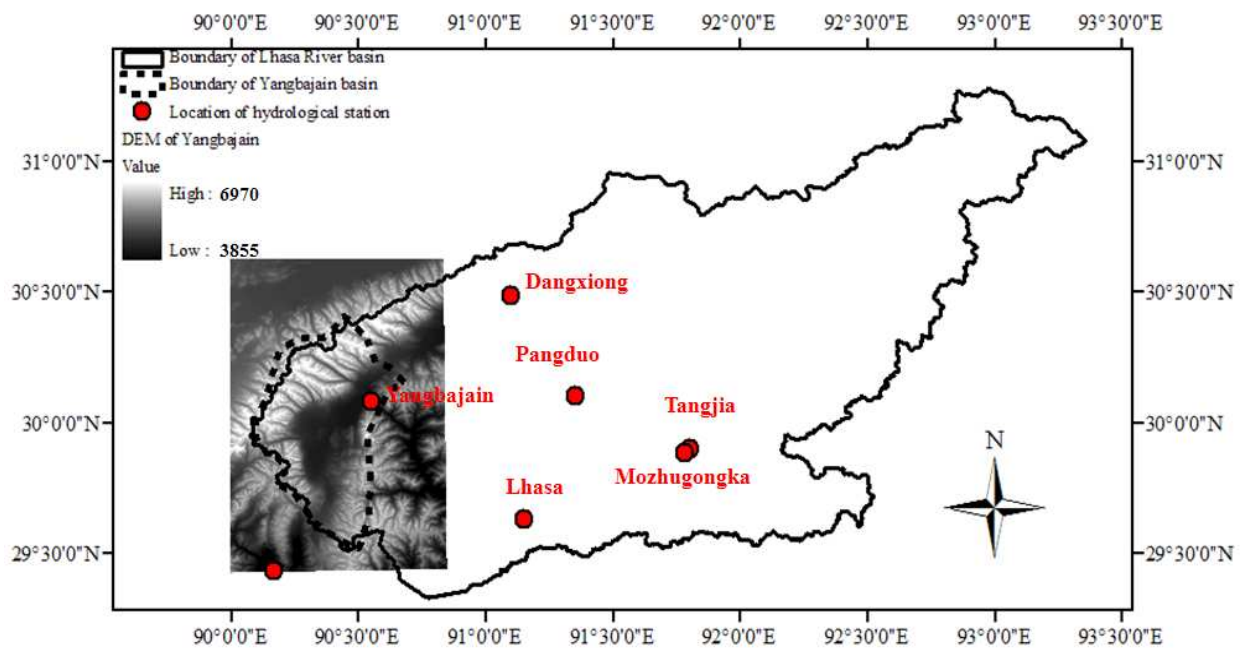 90°0'0"E 90°30'0"E 91°0'0"E 91°30'0"E 92°0'0"E 92°30'0"E 93°0'0"E 93°30'0"E
Boundary of Lhasa River basin
Boundary of Yangbajain basin
Location of hydrological station
DEM of Yangbajain
Value
High : 6970
Low : 3855
31°0'0"N 31°0'0"N
30°30'0"N 30°30'0"N
Dangxiong
Pangduo
Yangbajain
Tangjia
30°0'0"N 30°0'0"N
N
Mozhugongka
Lhasa
29°30'0"N 29°30'0"N
90°0'0"E 90°30'0"E 91°0'0"E 91°30'0"E 92°0'0"E 92°30'0"E 93°0'0"E 93°30'0"E